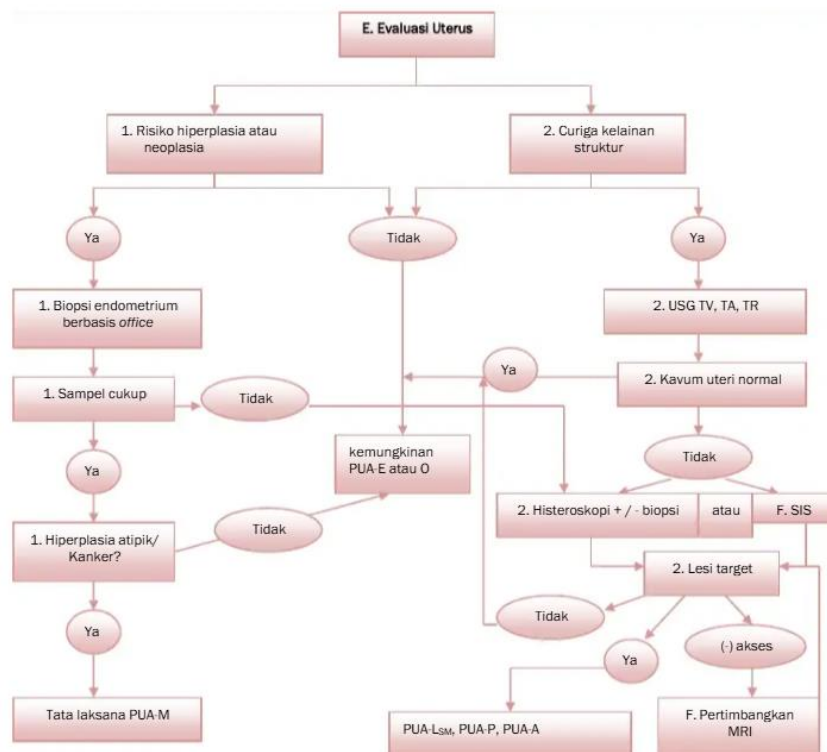 E. Evaluasi Uterus
1. Risiko hiperplasia atau
neoplasia
2. Curiga kelainan
struktur
Ya
Tidak
Ya
1. Biopsi endometrium
berbasis office
2. USG TV, TA, TR
Ya
1. Sampel cukup
Tidak
2. Kavum uteri normal
Ya
kemungkinan
PUA-E atau O
Tidak
1. Hiperplasia atipik/
Kanker?
Tidak
2. Histeroskopi + / - biopsi
atau
F. SIS
2. Lesi target
Ya
Tidak
Ya
(-) akses
Tata laksana PUA-M
PUA-LSM, PUA-P, PUA-A
F. Pertimbangkan
MRI